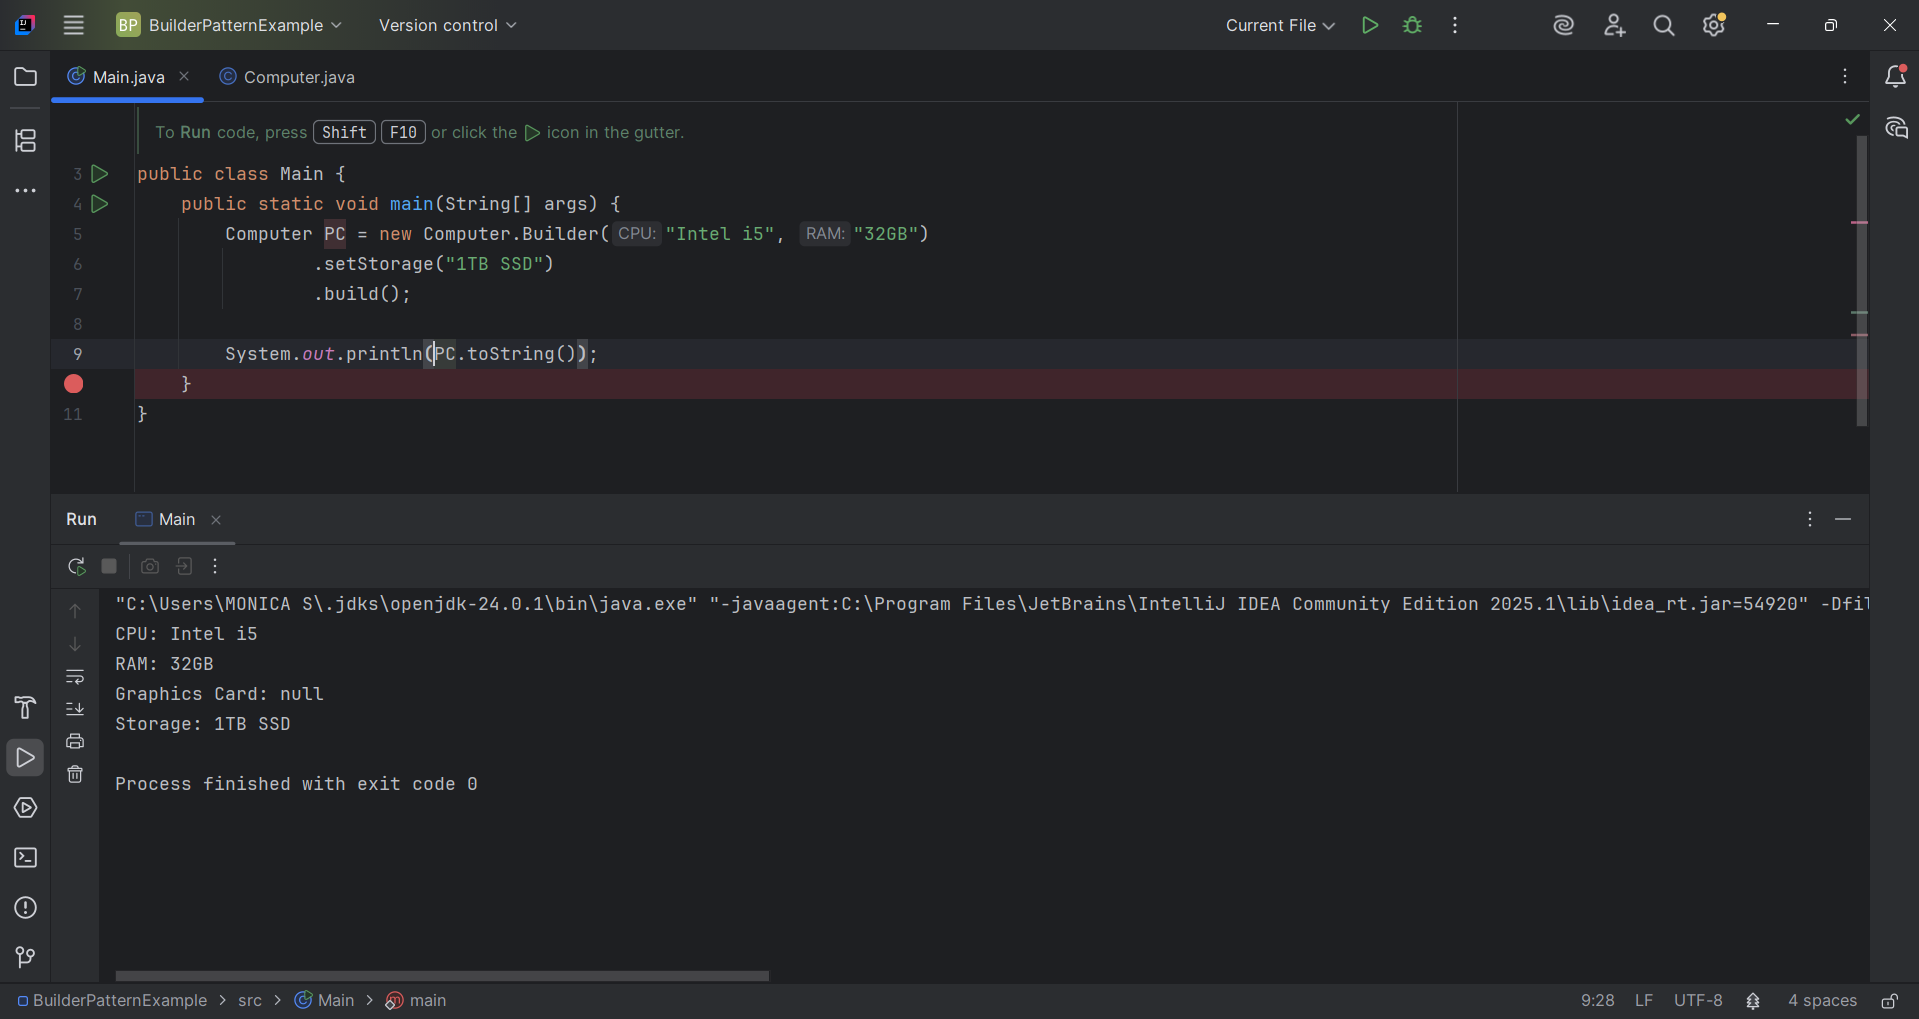 BP BuilderPatternExample Version control Current File
Main.java Computer.java
To Run code, press Shift F10 or click the icon in the gutter.
3 public class Main {
4 public static void main(String[] args) {
5 Computer PC = new Computer.Builder( CPU: "Intel i5", RAM: "32GB")
6 .setStorage("1TB SSD")
7 .build();
8
9 System.out.println(PC.toString());
}
11 }
Run Main
"C:\Users\MONICA S\.jdks\openjdk-24.0.1\bin\java.exe" "-javaagent:C:\Program Files\JetBrains\IntelliJ IDEA Community Edition 2025.1\lib\idea_rt.jar=54920" -Dfil
CPU: Intel i5
RAM: 32GB
Graphics Card: null
Storage: 1TB SSD
Process finished with exit code 0
BuilderPatternExample > src > Main > main 9:28 LF UTF-8 4 spaces